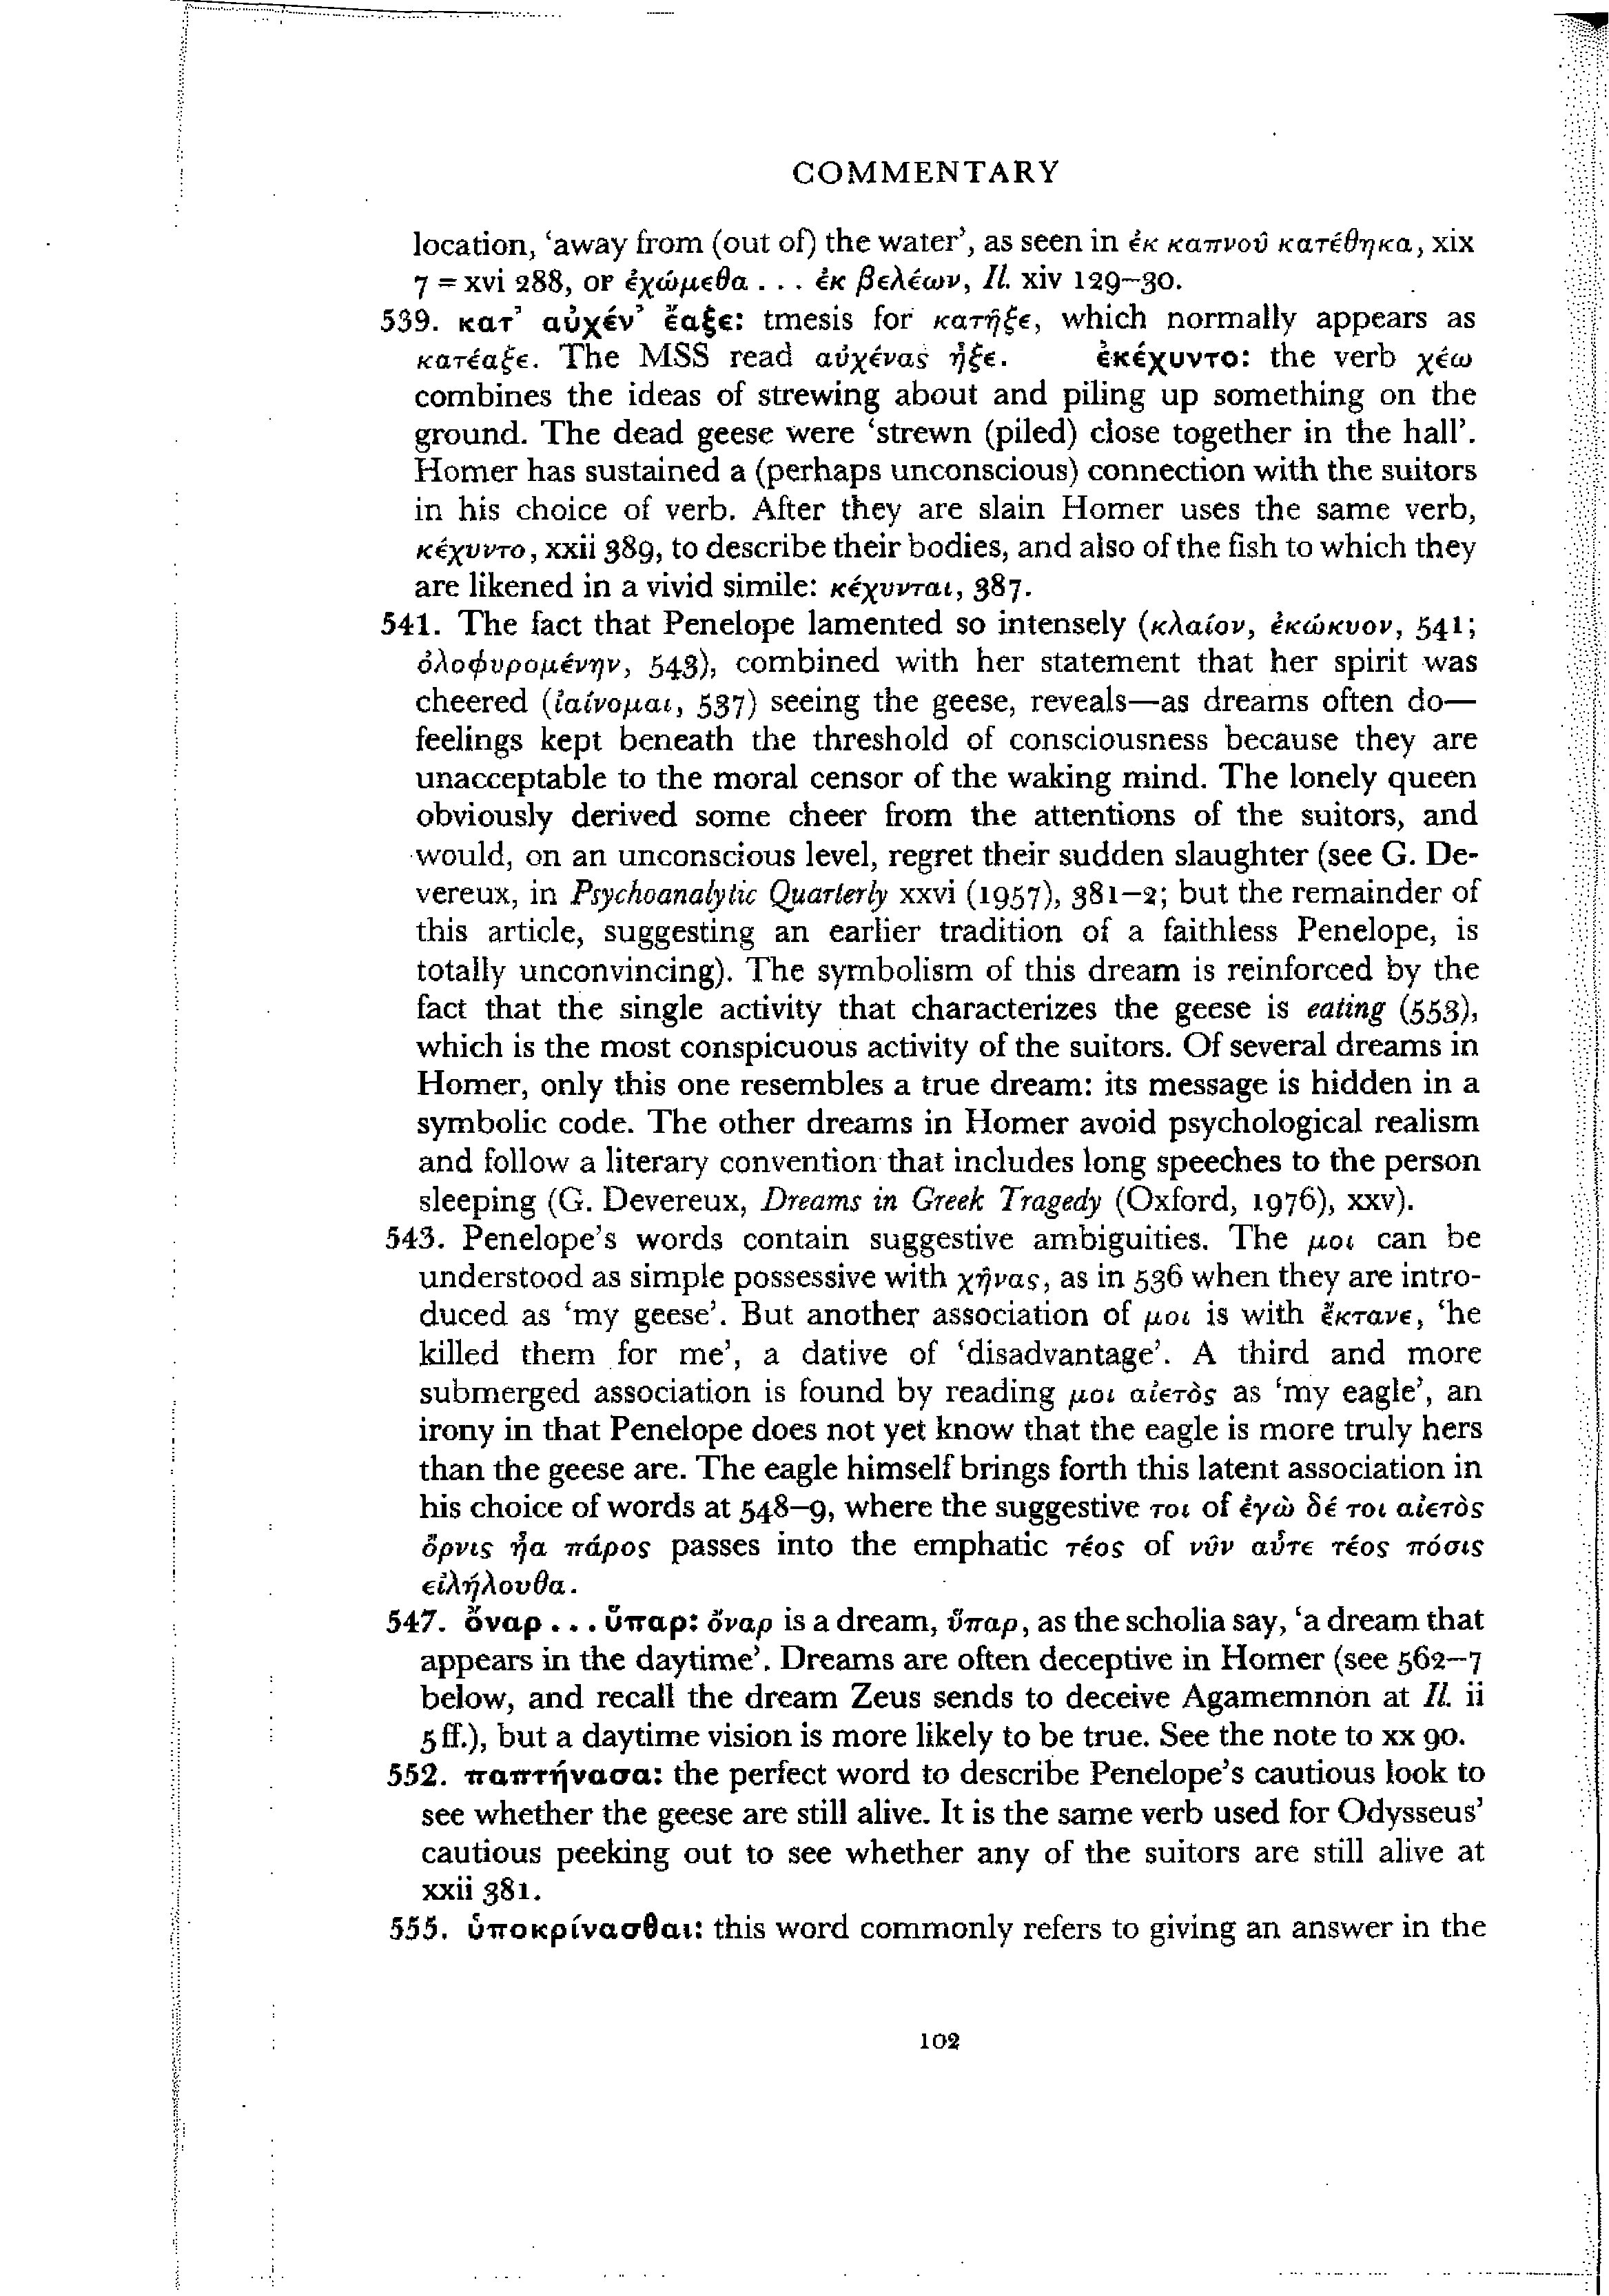 COMMENTARY
location, ‘away from (out of) the water’, as seen in ἐκ καπνοῦ κατέθηκα, xix
7 = xvi 288, or ἐχώμεθα . . . ἐκ βελέων, Il. xiv 129–30.
539. κατ’ αὐχέν’ ἔαξε: tmesis for κατῆξε, which normally appears as
κατέαξε. The MSS read αὐχένας ἦξε. ἐκέχυντο: the verb χέω
combines the ideas of strewing about and piling up something on the
ground. The dead geese were ‘strewn (piled) close together in the hall’.
Homer has sustained a (perhaps unconscious) connection with the suitors
in his choice of verb. After they are slain Homer uses the same verb,
κέχυντο, xxii 389, to describe their bodies, and also of the fish to which they
are likened in a vivid simile: κέχυνται, 387.
541. The fact that Penelope lamented so intensely (κλαῖον, ἐκώκυον, 541;
ὀλοφυρομένην, 543), combined with her statement that her spirit was
cheered (ἰαίνομαι, 537) seeing the geese, reveals—as dreams often do—
feelings kept beneath the threshold of consciousness because they are
unacceptable to the moral censor of the waking mind. The lonely queen
obviously derived some cheer from the attentions of the suitors, and
would, on an unconscious level, regret their sudden slaughter (see G. De-
vereux, in Psychoanalytic Quarterly xxvi (1957), 381–2; but the remainder of
this article, suggesting an earlier tradition of a faithless Penelope, is
totally unconvincing). The symbolism of this dream is reinforced by the
fact that the single activity that characterizes the geese is eating (553),
which is the most conspicuous activity of the suitors. Of several dreams in
Homer, only this one resembles a true dream: its message is hidden in a
symbolic code. The other dreams in Homer avoid psychological realism
and follow a literary convention that includes long speeches to the person
sleeping (G. Devereux, Dreams in Greek Tragedy (Oxford, 1976), xxv).
543. Penelope’s words contain suggestive ambiguities. The μοι can be
understood as simple possessive with χῆνας, as in 536 when they are intro-
duced as ‘my geese’. But another association of μοι is with ἔκτανε, ‘he
killed them for me’, a dative of ‘disadvantage’. A third and more
submerged association is found by reading μοι αἰετὸς as ‘my eagle’, an
irony in that Penelope does not yet know that the eagle is more truly hers
than the geese are. The eagle himself brings forth this latent association in
his choice of words at 548–9, where the suggestive τοι of ἐγὼ δέ τοι αἰετὸς
ὄρνις ἦα πάρος passes into the emphatic τέος of νῦν αὖτε τέος πόσις
εἰλήλουθα.
547. ὄναρ . . . ὕπαρ: ὄναρ is a dream, ὕπαρ, as the scholia say, ‘a dream that
appears in the daytime’. Dreams are often deceptive in Homer (see 562–7
below, and recall the dream Zeus sends to deceive Agamemnon at Il. ii
5 ff.), but a daytime vision is more likely to be true. See the note to xx 90.
552. παπτήνασα: the perfect word to describe Penelope’s cautious look to
see whether the geese are still alive. It is the same verb used for Odysseus’
cautious peeking out to see whether any of the suitors are still alive at
xxii 381.
555. ὑποκρίνασθαι: this word commonly refers to giving an answer in the
102